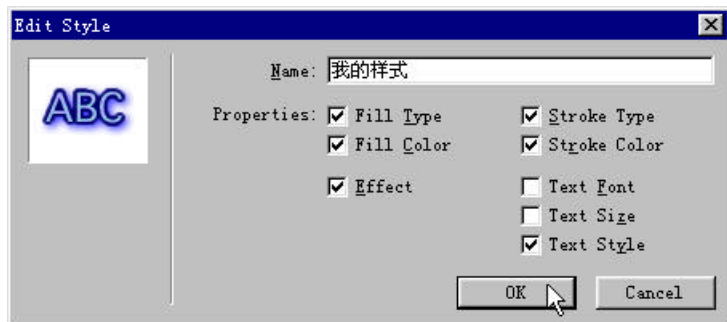 Edit Style
Name: 我的样式
ABC
Properties: Fill Type Stroke Type
Fill Color Stroke Color
Effect Text Font
Text Size
Text Style
OK Cancel